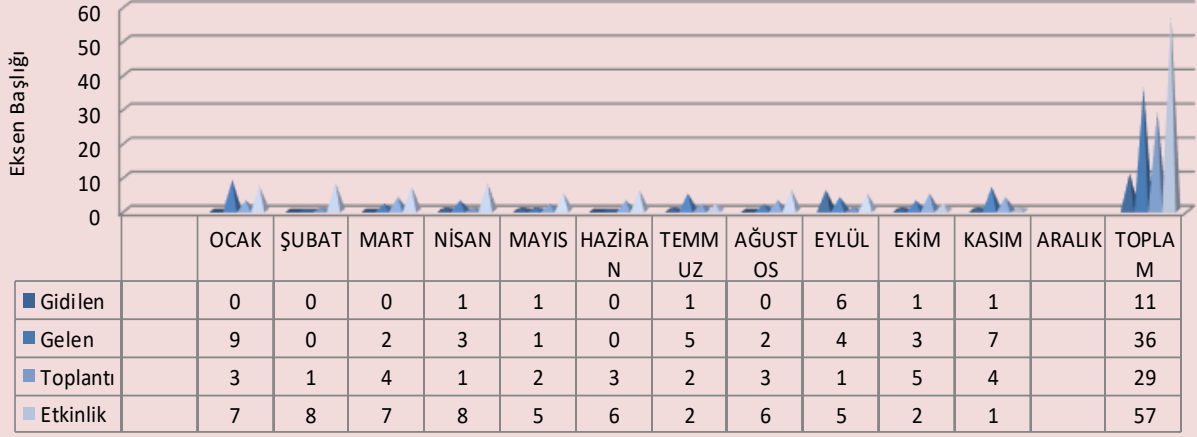 60
50
40
30
20
10
0
Eksen Başlığı
OCAK ŞUBAT MART NİSAN MAYIS HAZİRA TEMM AĞUST EYLÜL EKİM KASIM ARALIK TOPLA
N UZ OS M
Gidilen 0 0 0 1 1 0 1 0 6 1 1 11
Gelen 9 0 2 3 1 0 5 2 4 3 7 36
Toplantı 3 1 4 1 2 3 2 3 1 5 4 29
Etkinlik 7 8 7 8 5 6 2 6 5 2 1 57